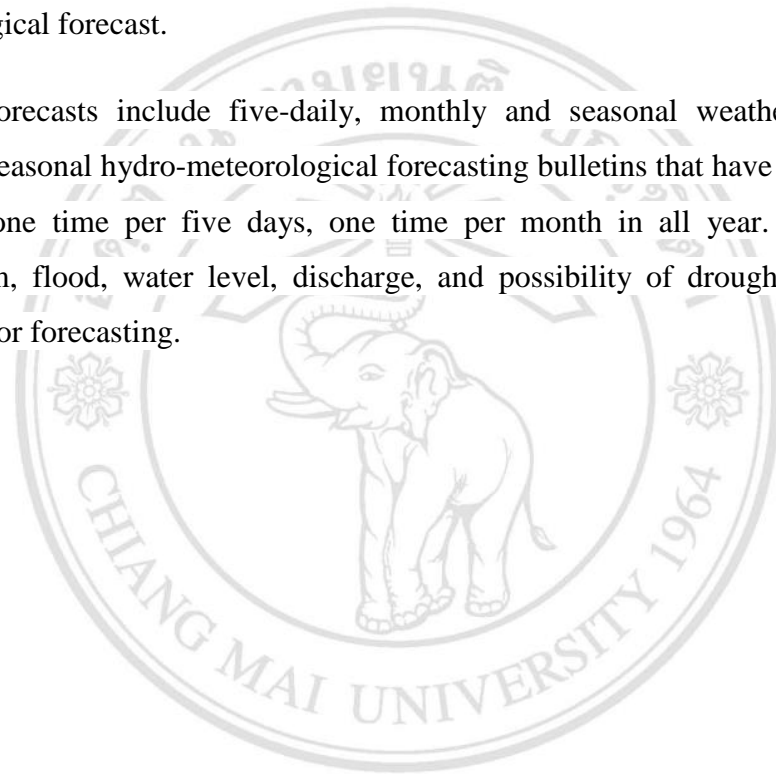 gical forecast.
orecasts include five-daily, monthly and seasonal weathe
easonal hydro-meteorological forecasting bulletins that have
one time per five days, one time per month in all year.
n, flood, water level, discharge, and possibility of drough
or forecasting.
CHIANG MAI UNIVERSITY 1964